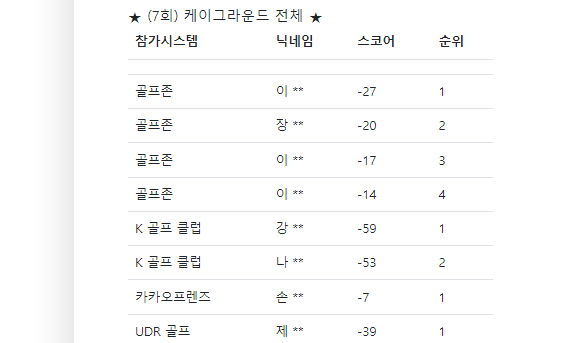 ★ (7회) 케이그라운드 전체 ★
참가시스템 닉네임 스코어 순위
골프존 이 ** -27 1
골프존 장 ** -20 2
골프존 이 ** -17 3
골프존 이 ** -14 4
K 골프 클럽 강 ** -59 1
K 골프 클럽 나 ** -53 2
카카오프렌즈 손 ** -7 1
UDR 골프 제 ** -39 1